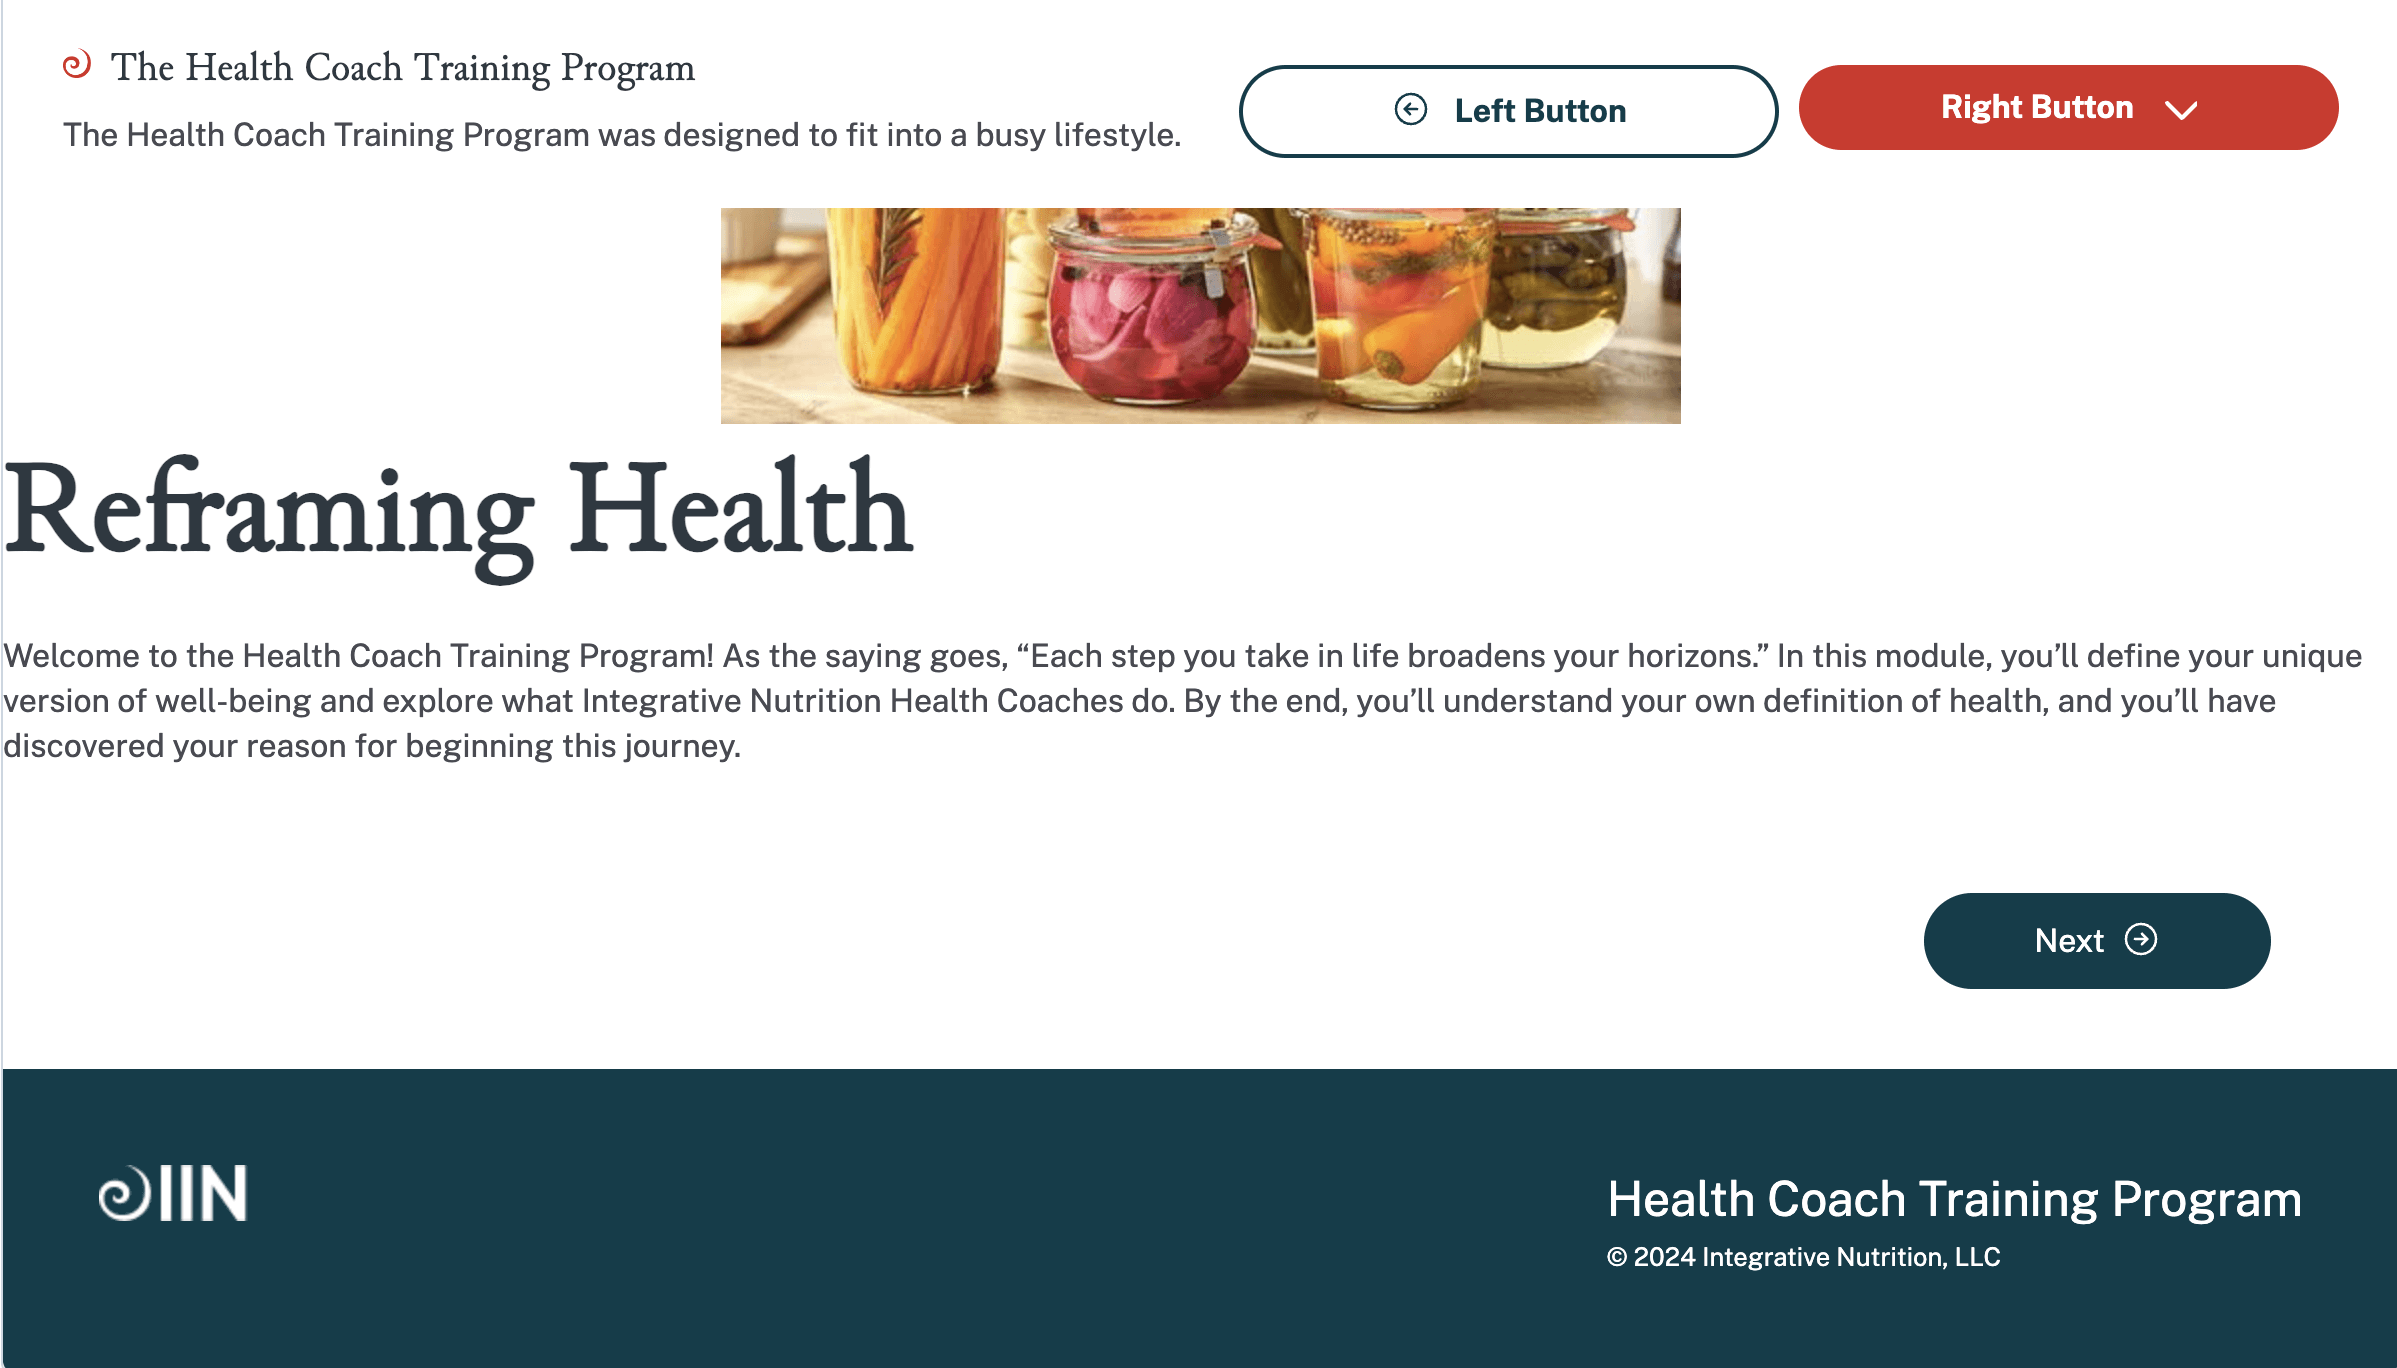 The Health Coach Training Program
The Health Coach Training Program was designed to fit into a busy lifestyle.
Left Button
Right Button
Reframing Health
Welcome to the Health Coach Training Program! As the saying goes, “Each step you take in life broadens your horizons.” In this module, you’ll define your unique
version of well-being and explore what Integrative Nutrition Health Coaches do. By the end, you’ll understand your own definition of health, and you’ll have
discovered your reason for beginning this journey.
Next
IIN
Health Coach Training Program
© 2024 Integrative Nutrition, LLC